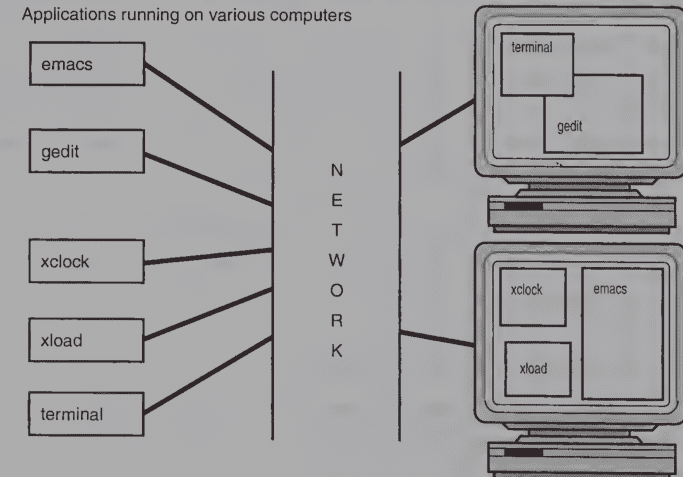 Applications running on various computers
emacs
gedit
xclock
xload
terminal
N
E
T
W
O
R
K
terminal
gedit
xclock
emacs
xload